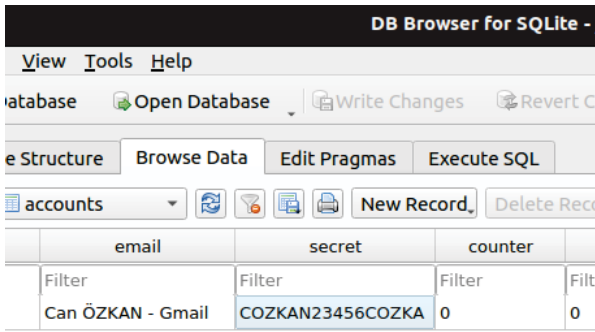 DB Browser for SQLite -
View Tools Help
atabase Open Database Write Changes Revert C
e Structure Browse Data Edit Pragmas Execute SQL
accounts New Record Delete Reco
email secret counter
Filter Filter Filter Filt
Can ÖZKAN - Gmail COZKAN23456COZKA 0 0